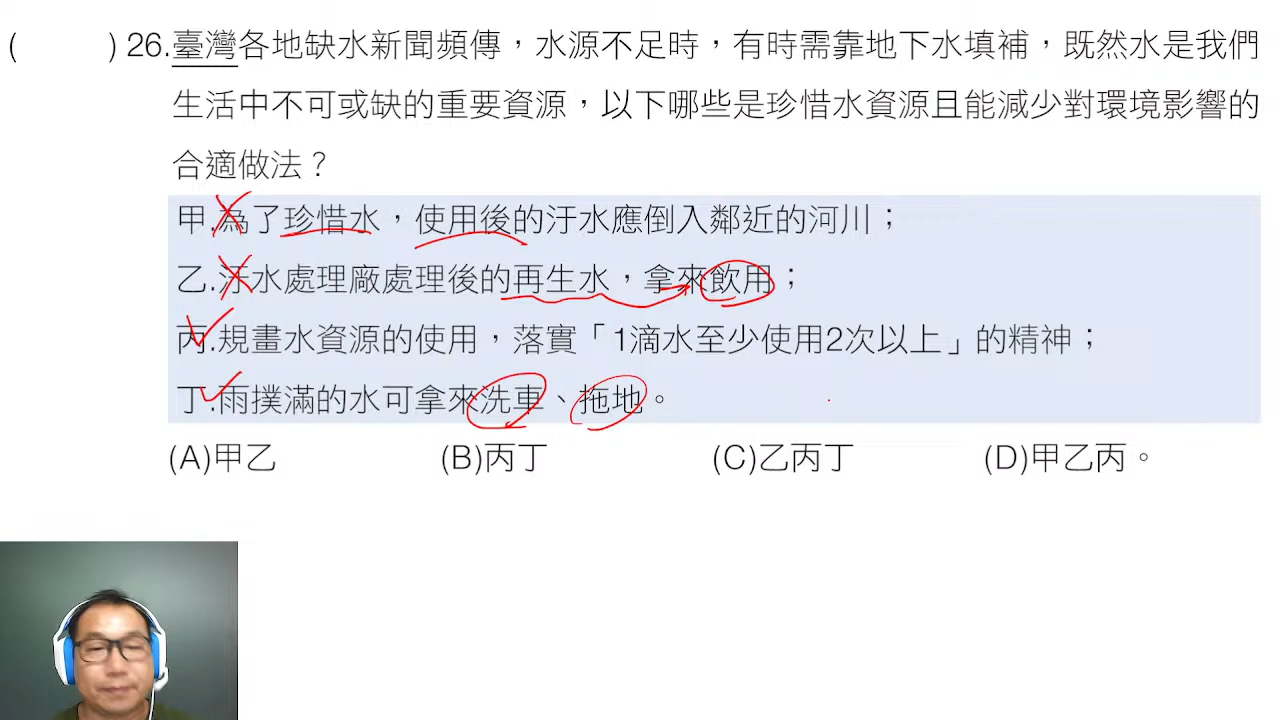 ( ) 26.臺灣各地缺水新聞頻傳，水源不足時，有時需靠地下水填補，既然水是我們
生活中不可或缺的重要資源，以下哪些是珍惜水資源且能減少對環境影響的
合適做法？
甲.為了珍惜水，使用後的汙水應倒入鄰近的河川；
乙.汙水處理廠處理後的再生水，拿來飲用；
丙.規畫水資源的使用，落實「1滴水至少使用2次以上」的精神；
丁.雨撲滿的水可拿來洗車、拖地。
(A)甲乙 (B)丙丁 (C)乙丙丁 (D)甲乙丙。